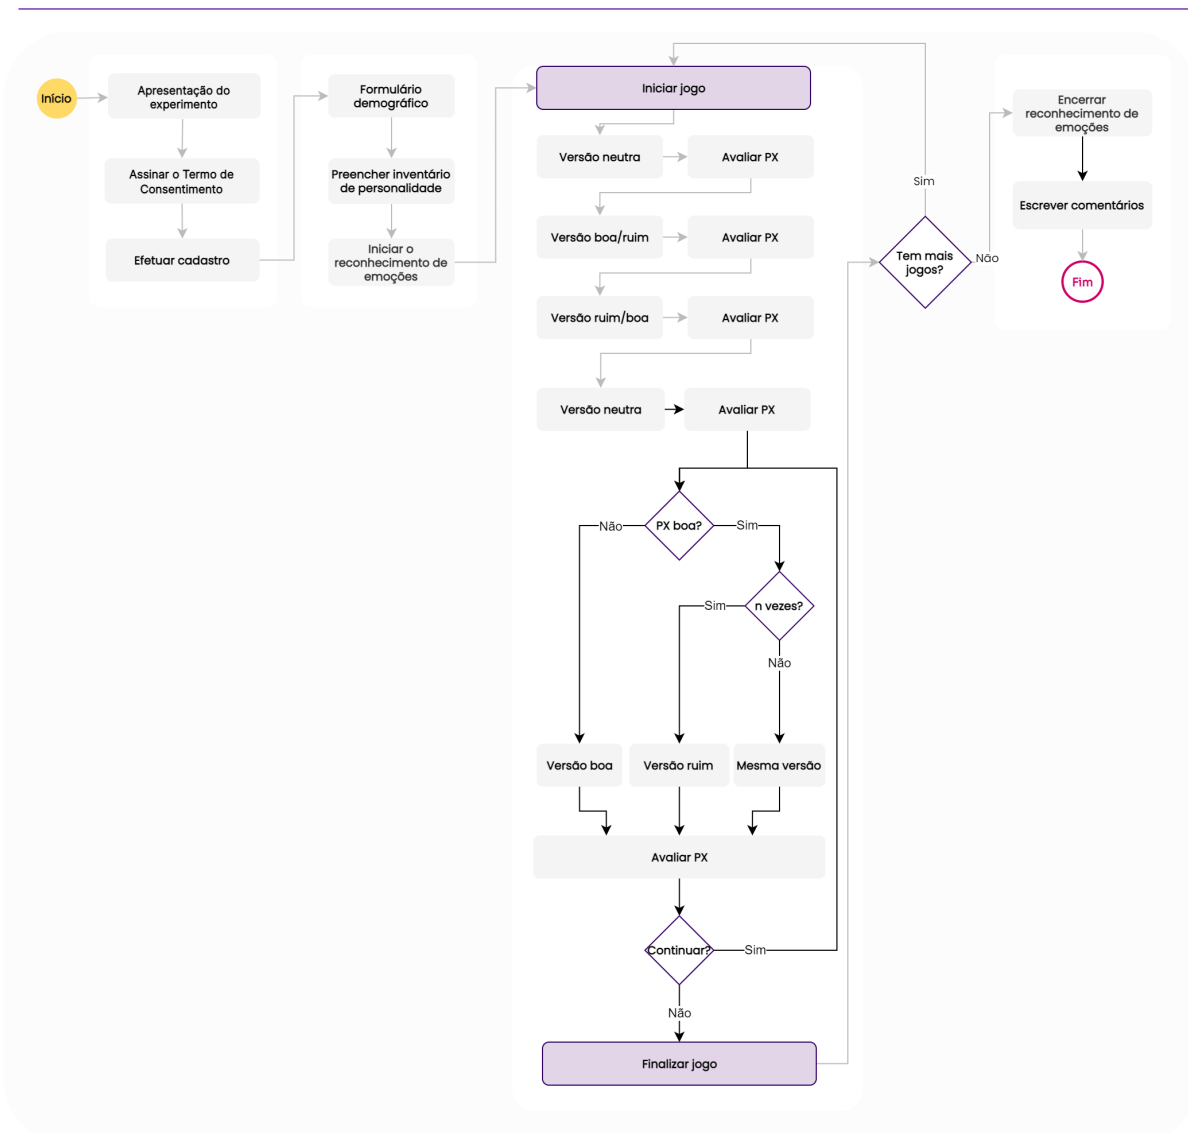 Início
Apresentação do
experimento
Assinar o Termo de
Consentimento
Efetuar cadastro
Formulário
demográfico
Preencher inventário
de personalidade
Iniciar o
reconhecimento de
emoções
Iniciar jogo
Versão neutra
Avaliar PX
Versão boa/ruim
Avaliar PX
Versão ruim/boa
Avaliar PX
Versão neutra
Avaliar PX
PX boa?
Não
Sim
n vezes?
Sim
Não
Versão boa
Versão ruim
Mesma versão
Avaliar PX
Continuar?
Sim
Não
Finalizar jogo
Tem mais
jogos?
Sim
Não
Encerrar
reconhecimento de
emoções
Escrever comentários
Fim